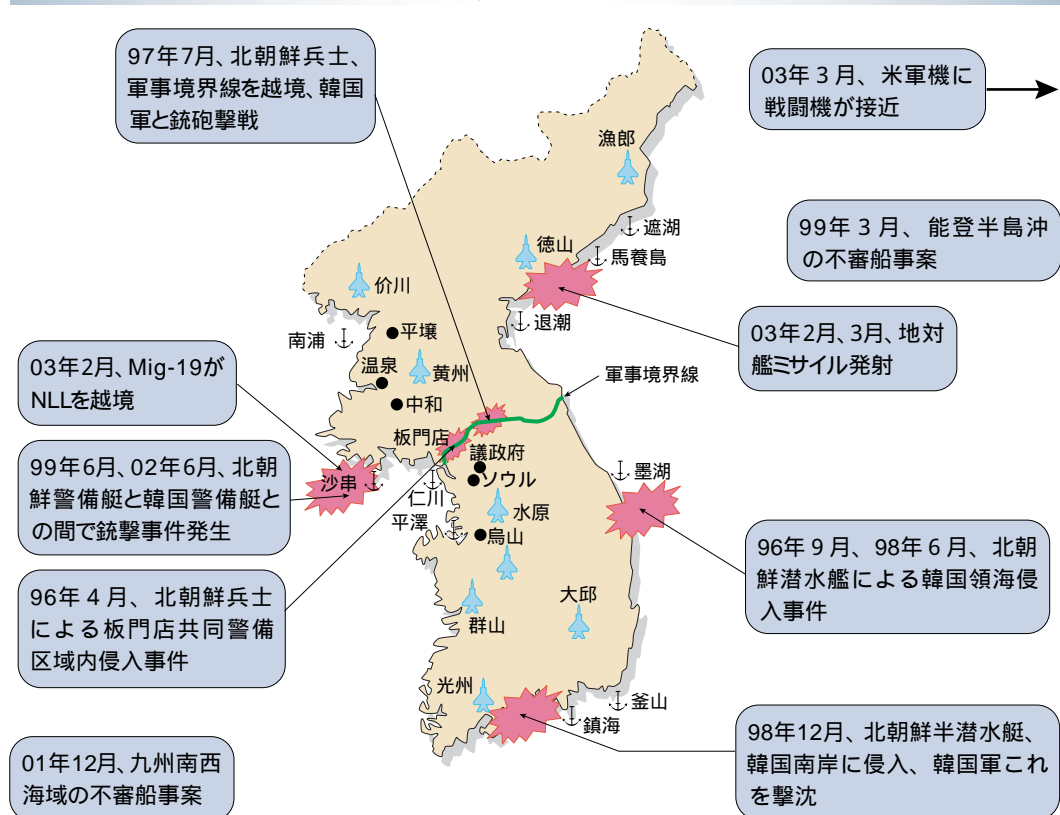 97年7月、北朝鮮兵士、
軍事境界線を越境、韓国
軍と銃砲撃戦
03年3月、米軍機に
戦闘機が接近
漁郎
遮湖
徳山
馬養島
99年3月、能登半島沖
の不審船事案
价川
退潮
南浦
平壌
03年2月、3月、地対
艦ミサイル発射
温泉
黄州
軍事境界線
03年2月、Mig-19が
NLLを越境
中和
板門店
議政府
99年6月、02年6月、北朝
鮮警備艇と韓国警備艇と
の間で銃撃事件発生
沙串
ソウル
墨湖
仁川
水原
平澤
烏山
96年9月、98年6月、北朝
鮮潜水艦による韓国領海侵
入事件
96年4月、北朝鮮兵士
による板門店共同警備
区域内侵入事件
大邱
群山
光州
釜山
鎮海
98年12月、北朝鮮半潜水艇、
韓国南岸に侵入、韓国軍これ
を撃沈
01年12月、九州南西
海域の不審船事案